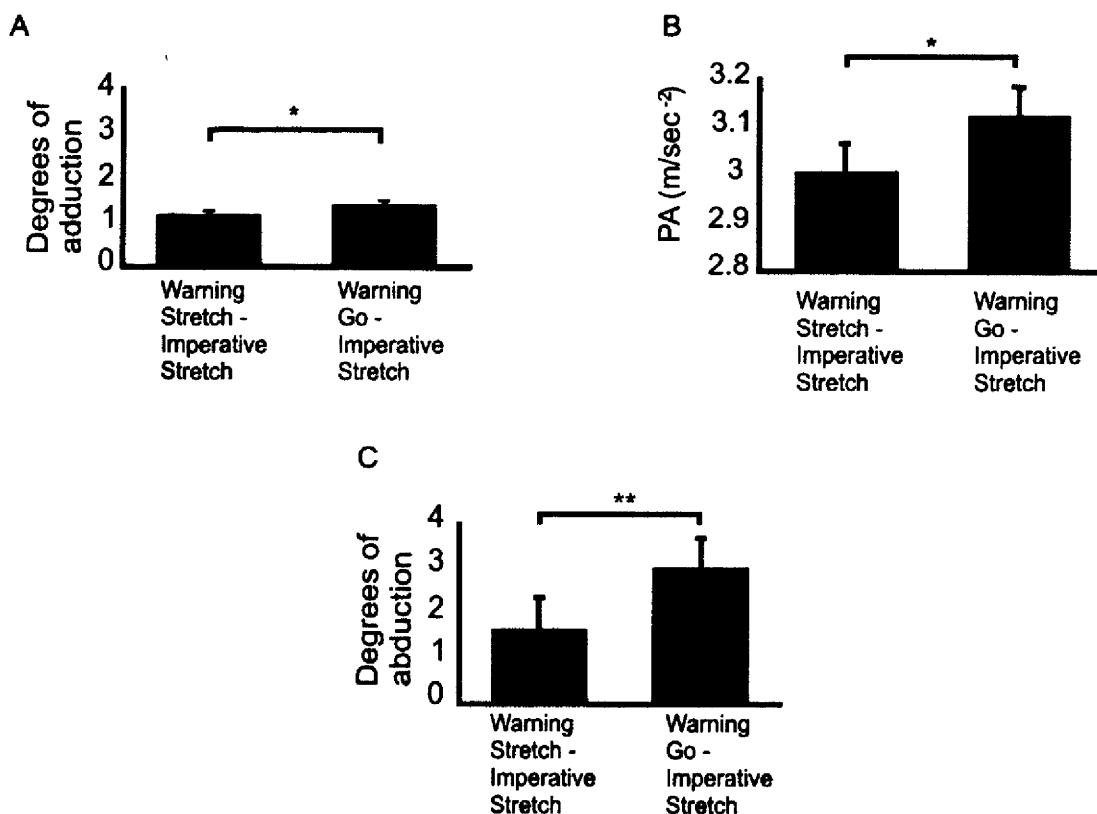 A
Degrees of
adduction
4
3
2
1
0
*
Warning
Stretch -
Imperative
Stretch
Warning
Go -
Imperative
Stretch
B
PA (m/sec⁻²)
3.2
3.1
3
2.9
2.8
*
Warning
Stretch -
Imperative
Stretch
Warning
Go -
Imperative
Stretch
C
Degrees of
abduction
4
3
2
1
0
**
Warning
Stretch -
Imperative
Stretch
Warning
Go -
Imperative
Stretch